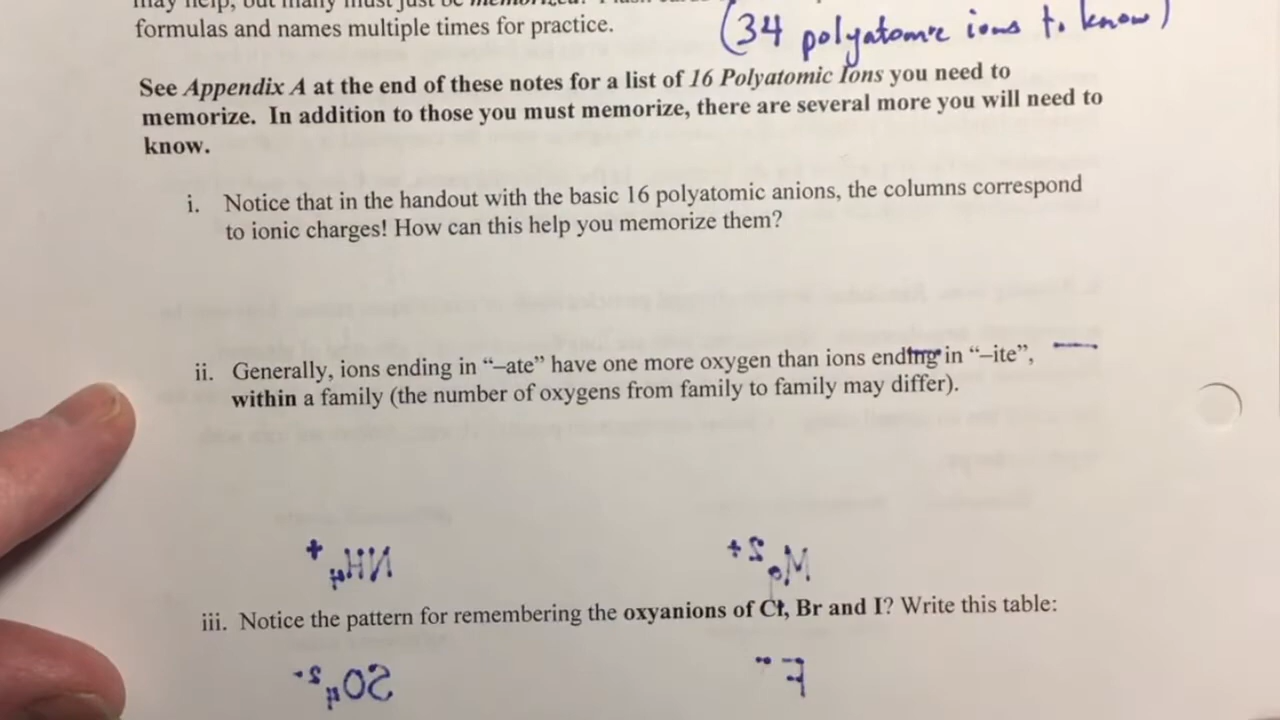 formulas and names multiple times for practice.
(34 polyatomic ions to know)
See Appendix A at the end of these notes for a list of 16 Polyatomic Ions you need to
memorize. In addition to those you must memorize, there are several more you will need to
know.
i. Notice that in the handout with the basic 16 polyatomic anions, the columns correspond
to ionic charges! How can this help you memorize them?
ii. Generally, ions ending in “–ate” have one more oxygen than ions ending in “–ite”,
within a family (the number of oxygens from family to family may differ).
NH4 +
iii. Notice the pattern for remembering the oxyanions of Cl, Br and I? Write this table:
SO4 2-